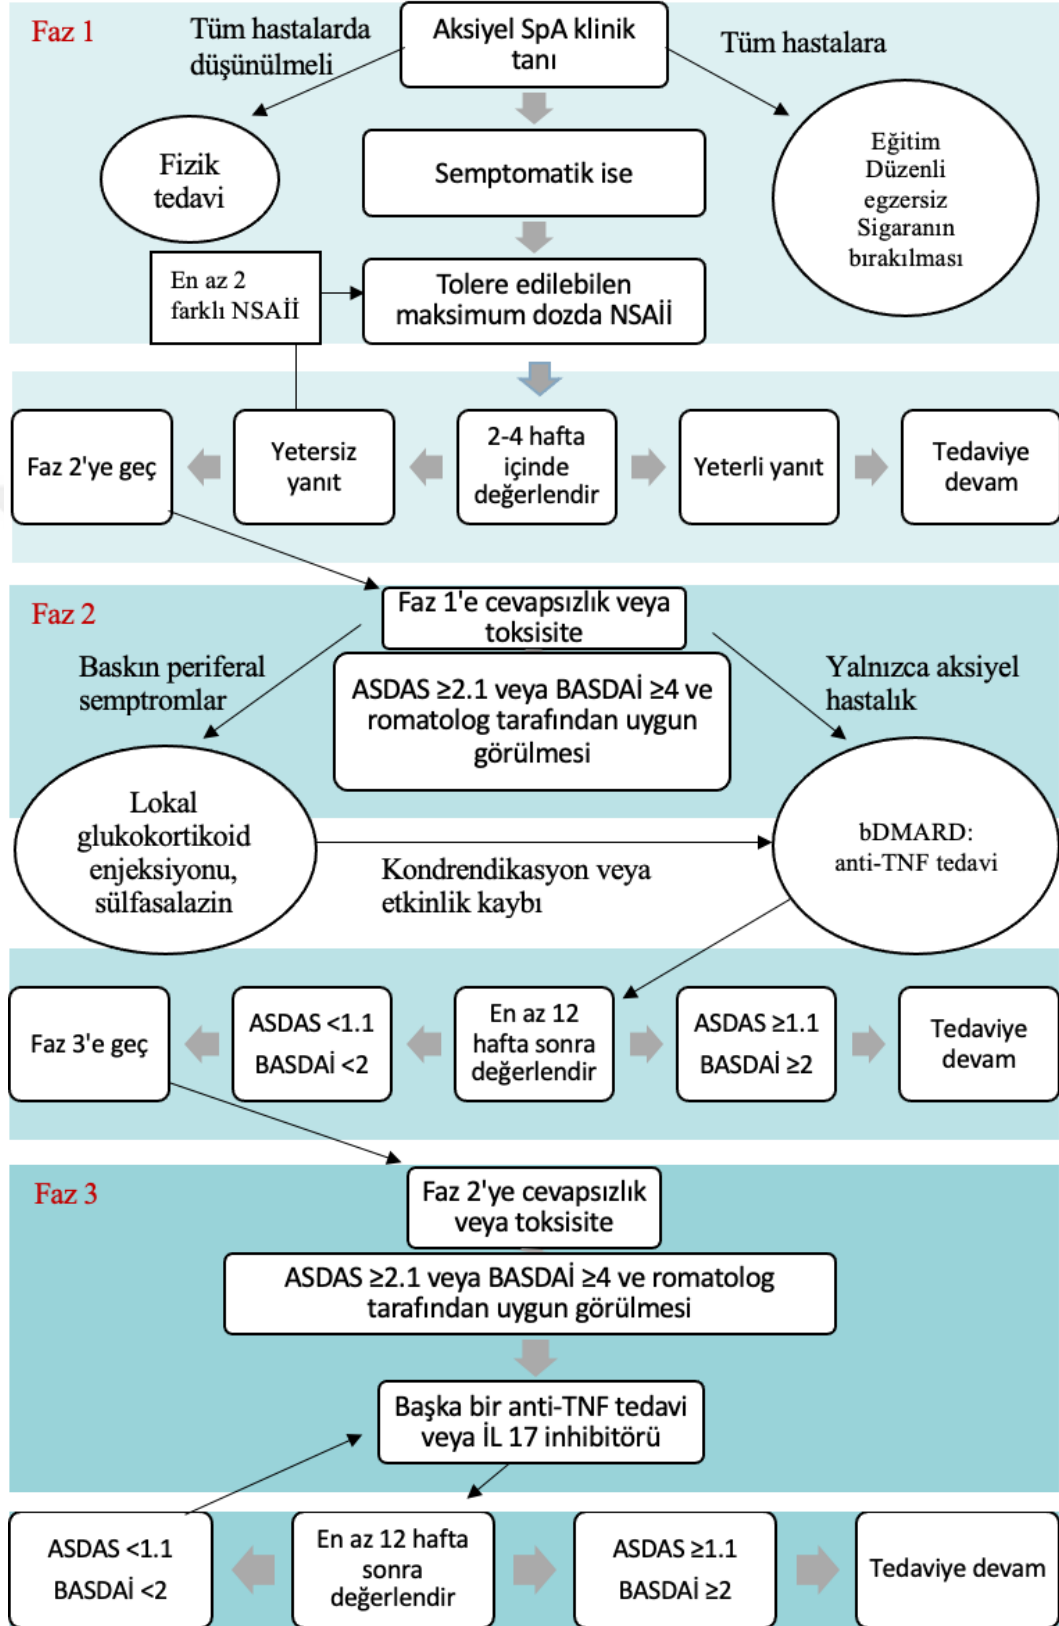 Faz 1
Tüm hastalarda
düşünülmeli
Aksiyel SpA klinik
tanı
Tüm hastalara
Fizik
tedavi
Semptomatik ise
Eğitim
Düzenli
egzersiz
Sigaranın
bırakılması
En az 2
farklı NSAİİ
Tolere edilebilen
maksimum dozda NSAİİ
Faz 2'ye geç
Yetersiz
yanıt
2-4 hafta
içinde
değerlendir
Yeterli yanıt
Tedaviye
devam
Faz 2
Faz 1'e cevapsızlık veya
toksisite
Baskın periferal
semptromlar
ASDAS ≥2.1 veya BASDAİ ≥4 ve
romatolog tarafından uygun
görülmesi
Yalnızca aksiyel
hastalık
Lokal
glukokortikoid
enjeksiyonu,
sülfasalazin
Kondrendikasyon veya
etkinlik kaybı
bDMARD:
anti-TNF tedavi
Faz 3'e geç
ASDAS <1.1
BASDAİ <2
En az 12
hafta sonra
değerlendir
ASDAS ≥1.1
BASDAİ ≥2
Tedaviye
devam
Faz 3
Faz 2'ye cevapsızlık
veya toksisite
ASDAS ≥2.1 veya BASDAİ ≥4 ve romatolog
tarafından uygun görülmesi
Başka bir anti-TNF tedavi
veya İL 17 inhibitörü
ASDAS <1.1
BASDAİ <2
En az 12 hafta
sonra
değerlendir
ASDAS ≥1.1
BASDAİ ≥2
Tedaviye devam